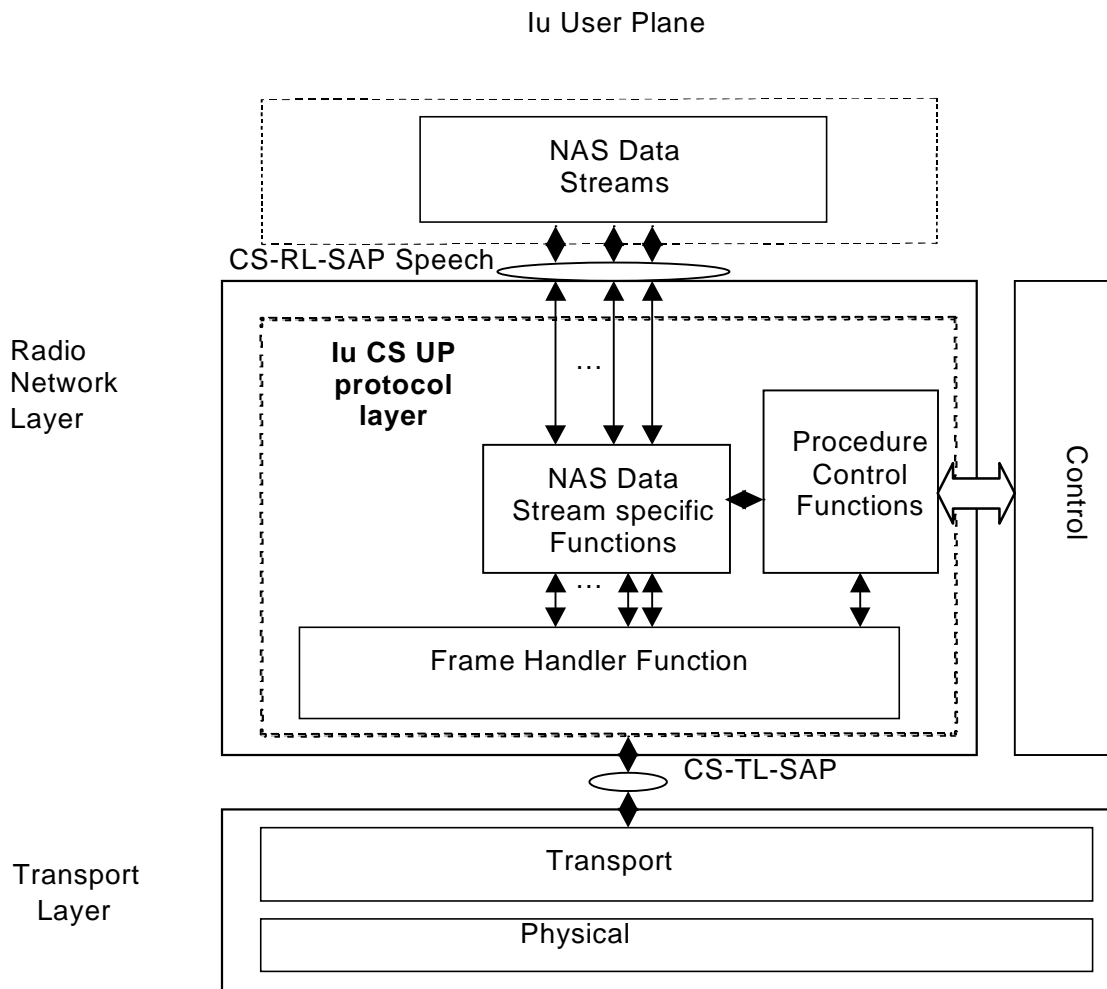 Iu User Plane
NAS Data
Streams
CS-RL-SAP Speech
Radio
Network
Layer
Iu CS UP
protocol
layer
...
NAS Data
Stream specific
Functions
Procedure
Control
Functions
Control
...
Frame Handler Function
CS-TL-SAP
Transport
Layer
Transport
Physical